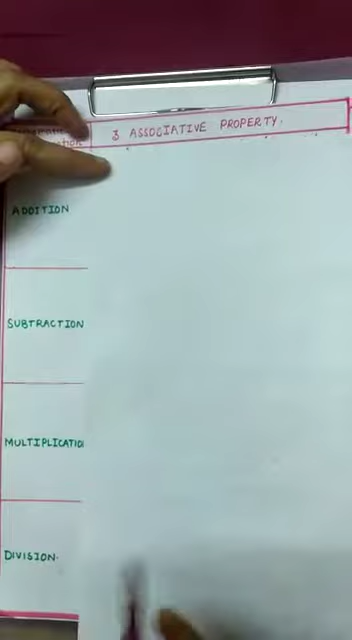 3 ASSOCIATIVE PROPERTY.
ADDITION
SUBTRACTION
MULTIPLICATIO
DIVISION.